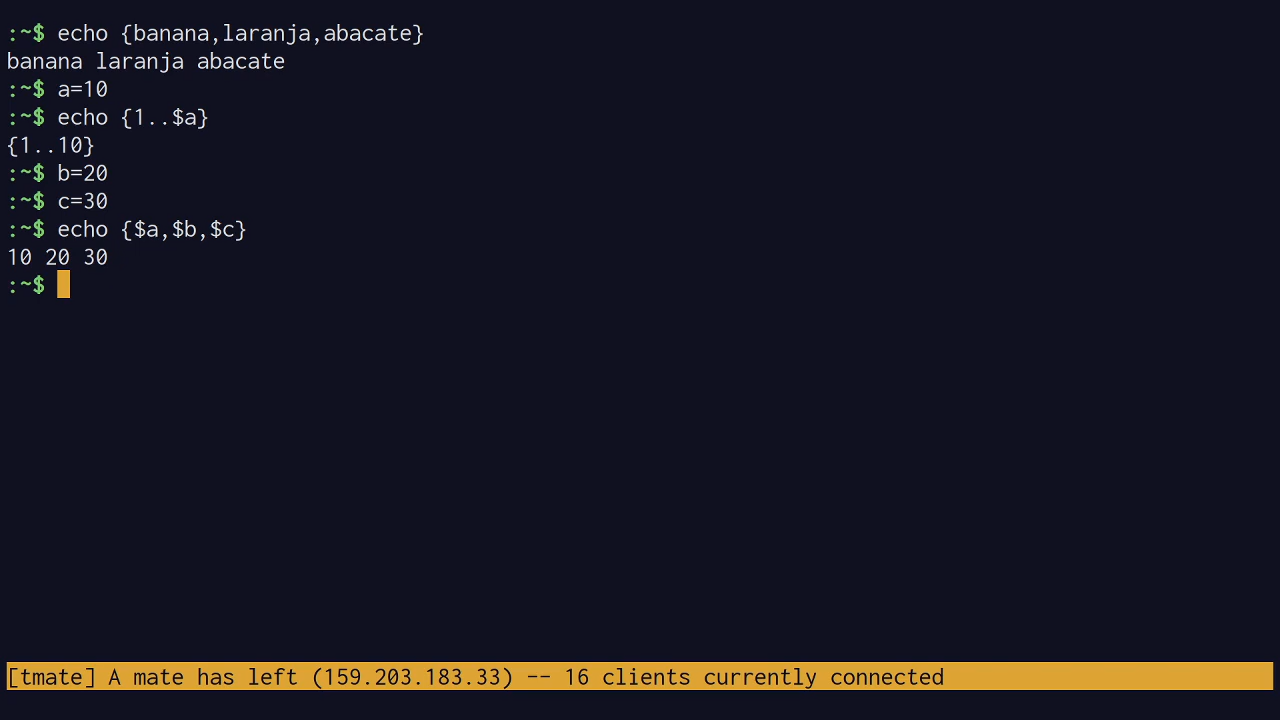 :~$ echo {banana,laranja,abacate}
banana laranja abacate
:~$ a=10
:~$ echo {1..$a}
{1..10}
:~$ b=20
:~$ c=30
:~$ echo {$a,$b,$c}
10 20 30
:~$
[tmate] A mate has left (159.203.183.33) -- 16 clients currently connected